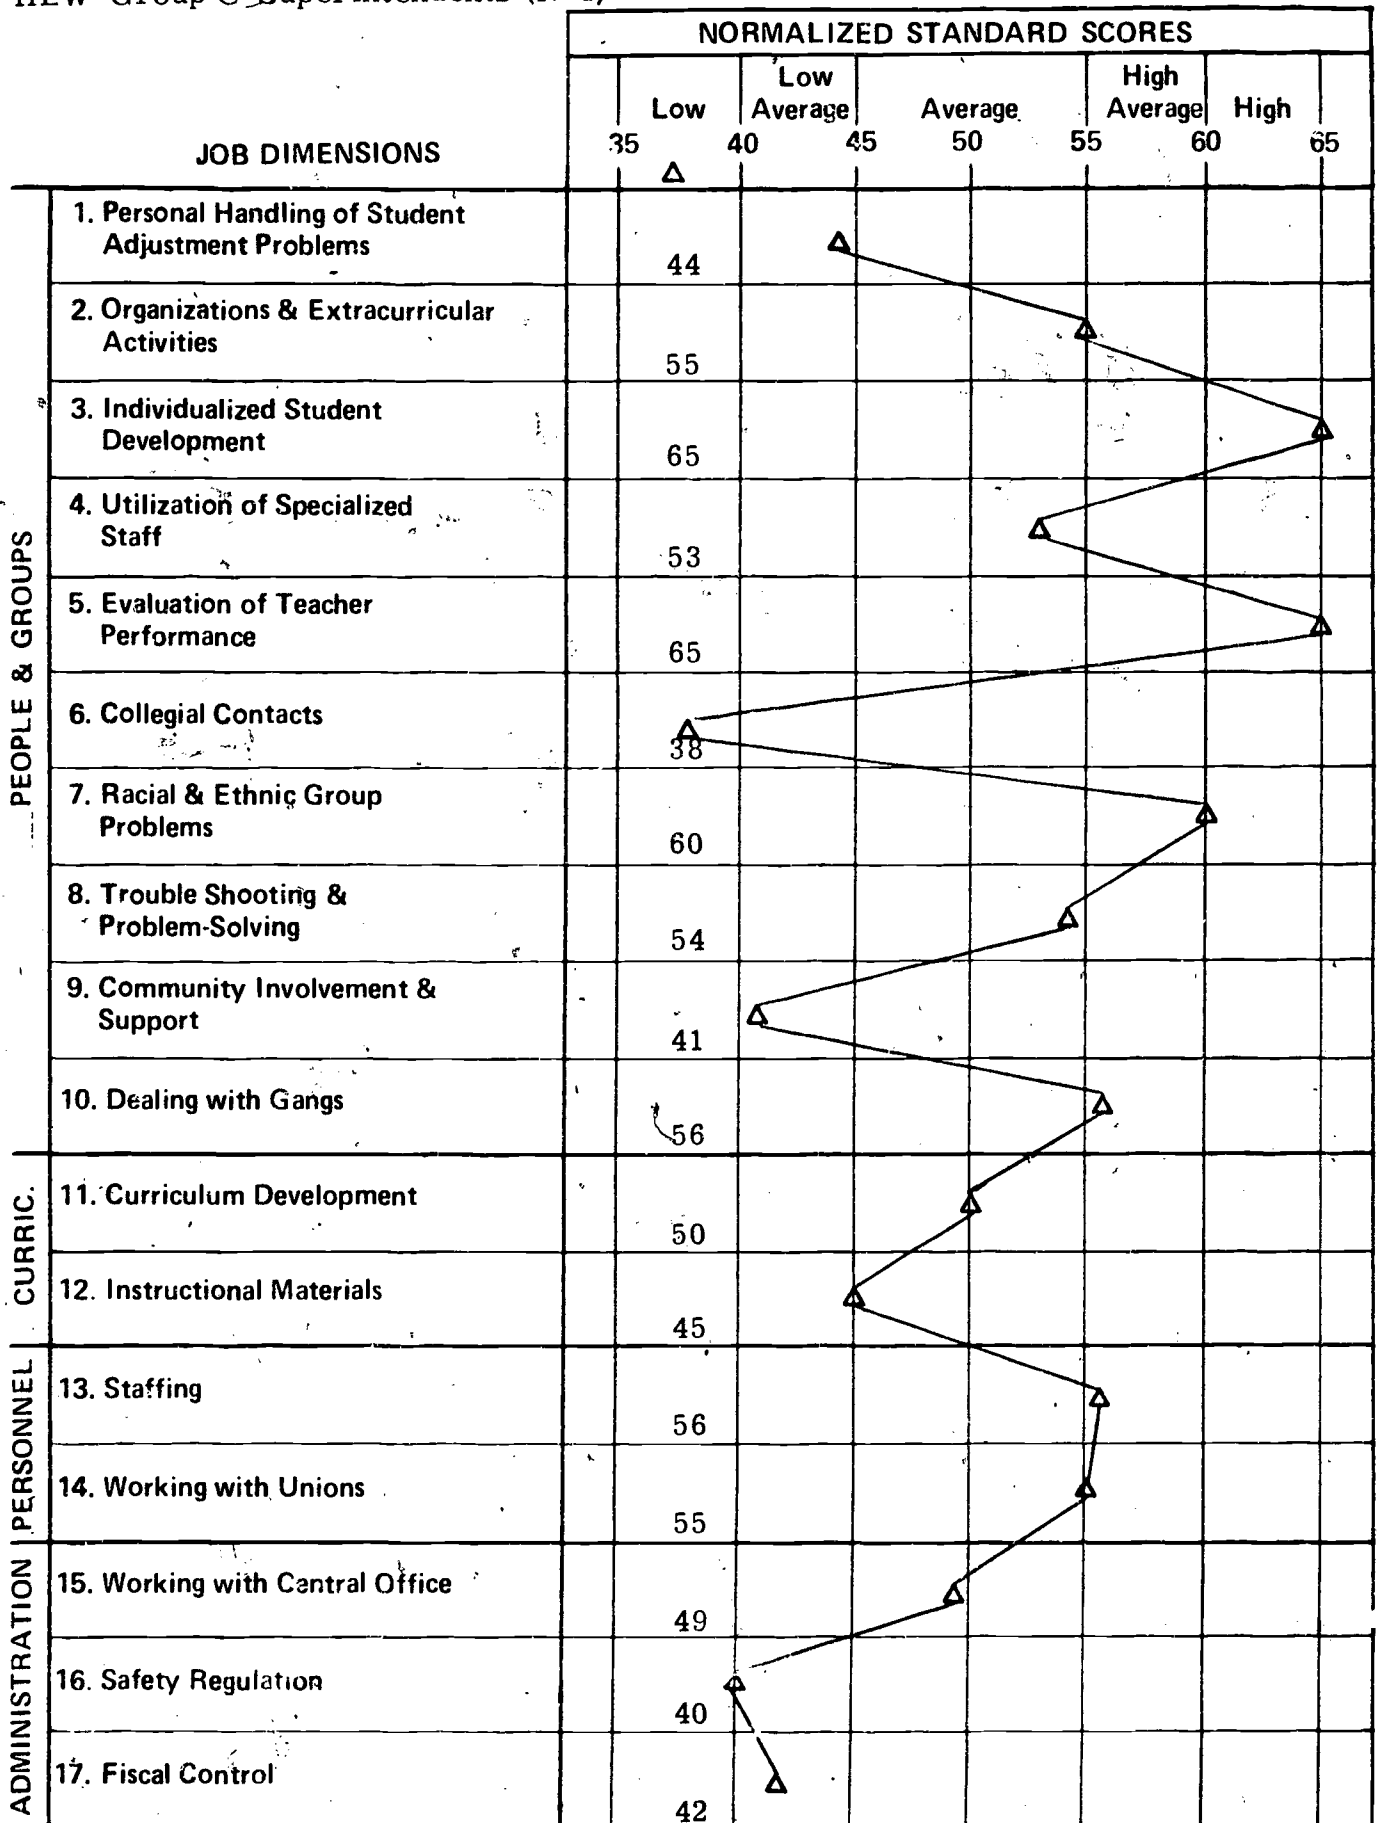 Group C Superintendents
NORMALIZED STANDARD SCORES
Low
Low Average
Average
High Average
High
JOB DIMENSIONS
35 40 45 50 55 60 65
PEOPLE & GROUPS
1. Personal Handling of Student
Adjustment Problems
44
2. Organizations & Extracurricular
Activities
55
3. Individualized Student
Development
65
4. Utilization of Specialized
Staff
53
5. Evaluation of Teacher
Performance
65
6. Collegial Contacts
38
7. Racial & Ethnic Group
Problems
60
8. Trouble Shooting &
Problem-Solving
54
9. Community Involvement &
Support
41
10. Dealing with Gangs
56
CURRIC.
11. Curriculum Development
50
12. Instructional Materials
45
PERSONNEL
13. Staffing
56
14. Working with Unions
55
ADMINISTRATION
15. Working with Central Office
49
16. Safety Regulation
40
17. Fiscal Control
42